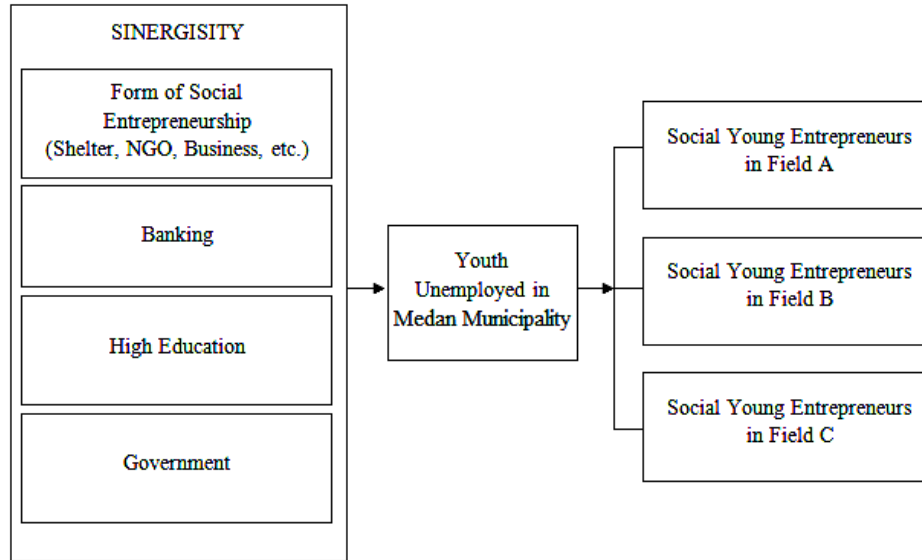 SINERGISITY
Form of Social
Entrepreneurship
(Shelter, NGO, Business, etc.)
Banking
High Education
Government
Youth
Unemployed in
Medan Municipality
Social Young Entrepreneurs
in Field A
Social Young Entrepreneurs
in Field B
Social Young Entrepreneurs
in Field C